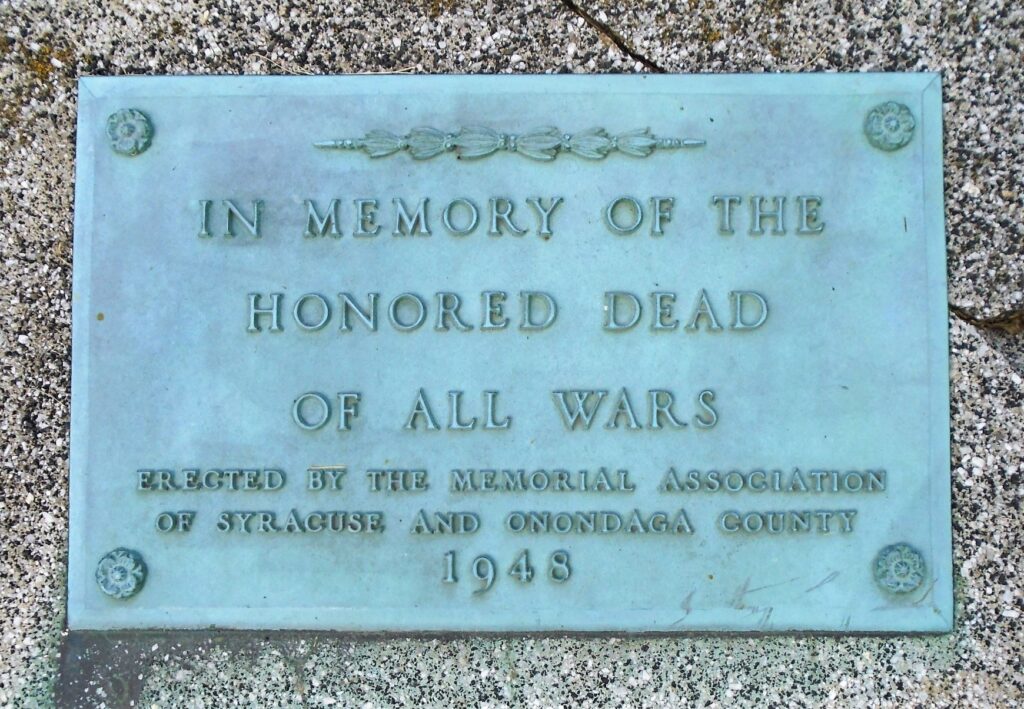 IN MEMORY OF THE
HONORED DEAD
OF ALL WARS
ERECTED BY THE MEMORIAL ASSOCIATION
OF SYRACUSE AND ONONDAGA COUNTY
1948